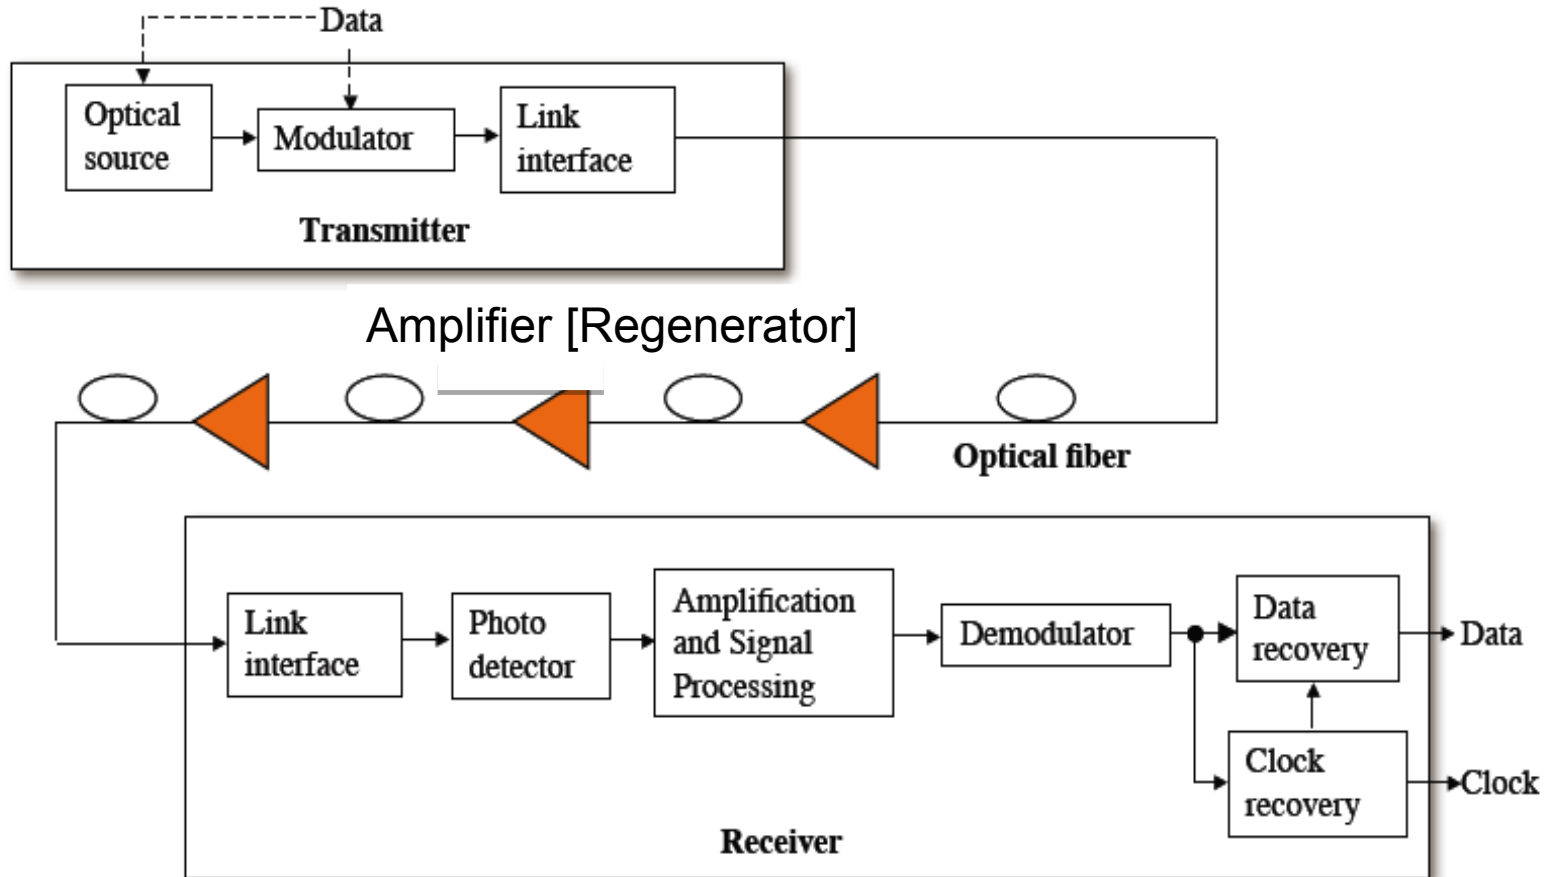 Data
Optical
source
Modulator
Link
interface
Transmitter
Amplifier [Regenerator]
Optical fiber
Link
interface
Photo
detector
Amplification
and Signal
Processing
Demodulator
Data
recovery
Data
Clock
recovery
Clock
Receiver